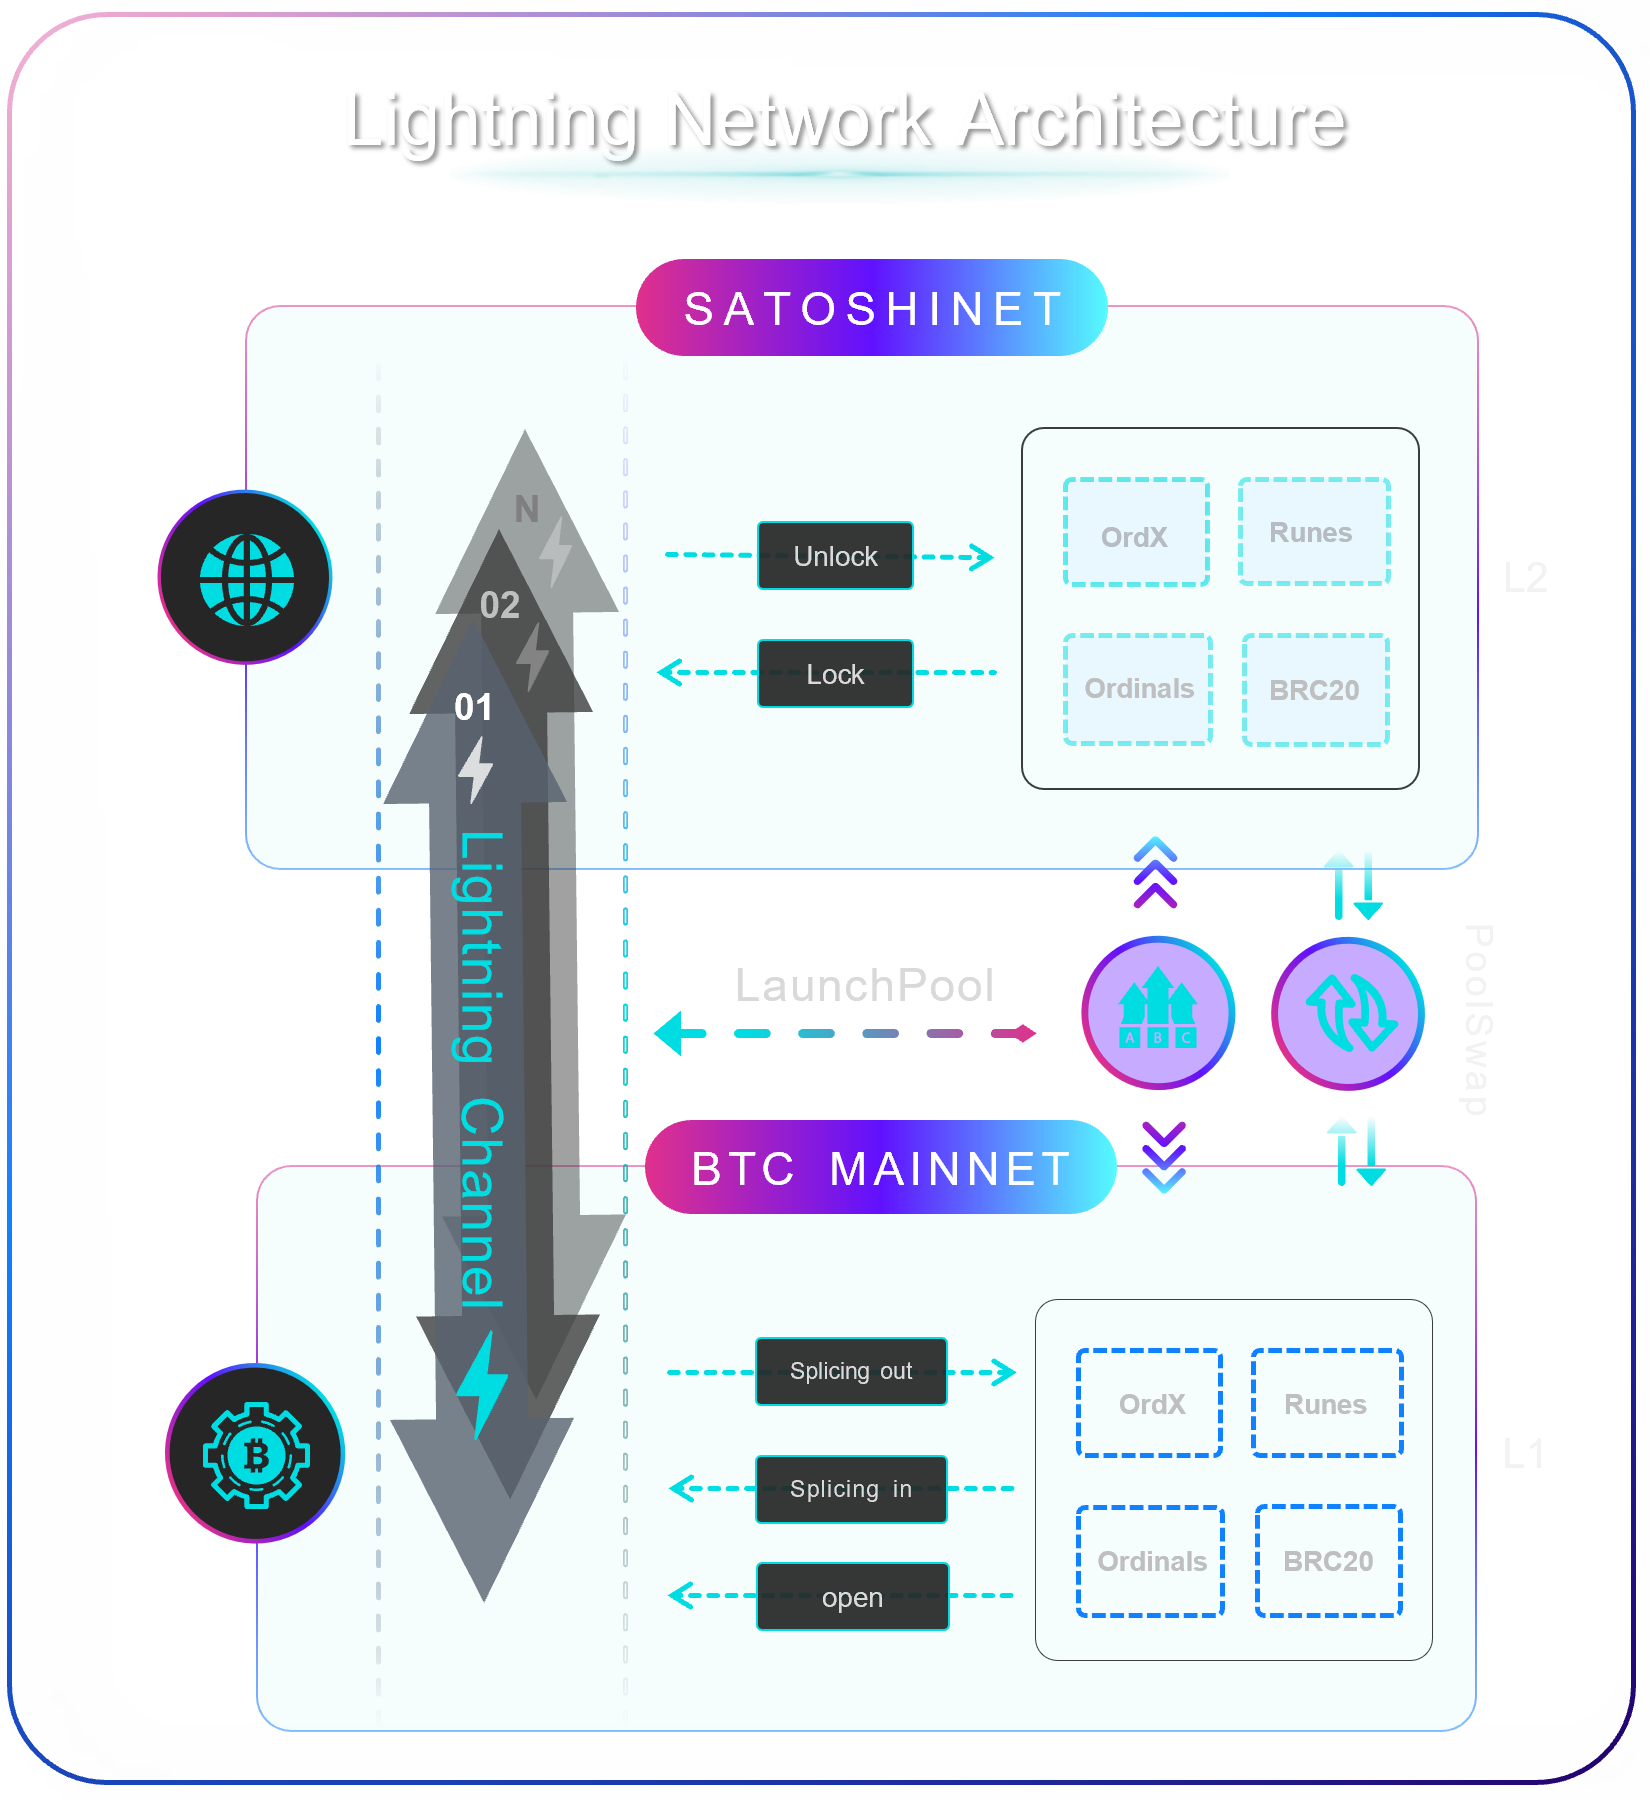 Lightning Network Architecture
SATOSHINET
N
02
01
Unlock
Lock
OrdX
Runes
Ordinals
BRC20
L2
Lightning Channel
LaunchPool
A B C
PoolSwap
BTC MAINNET
Splicing out
Splicing in
open
OrdX
Runes
Ordinals
BRC20
L1
B